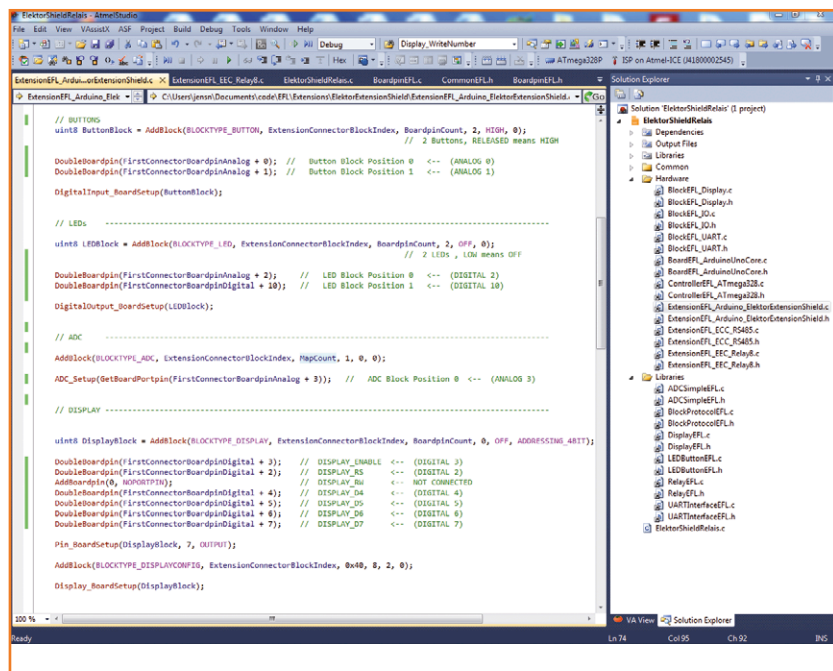 ElektorShieldRelais - AtmelStudio
File Edit View VAssistX ASF Project Build Debug Tools Window Help
Debug Display_WriteNumber
Hex ATmega328P ISP on Atmel-ICE (J41800002545)
ExtensionEFL_Ardui...orExtensionShield.c ExtensionEFL_EEC_Relay8.c ElektorShieldRelais.c BoardpinEFL.c CommonEFL.h BoardpinEFL.h
ExtensionEFL_Arduino_Elek C:\Users\jensn\Documents\code\EFL\Extensions\ElektorExtensionShield\ExtensionEFL_Arduino_ElektorExtensionShield. Go
// BUTTONS
uint8 ButtonBlock = AddBlock(BLOCKTYPE_BUTTON, ExtensionConnectorBlockIndex, BoardpinCount, 2, HIGH, 0);
// 2 Buttons, RELEASED means HIGH
DoubleBoardpin(FirstConnectorBoardpinAnalog + 0); // Button Block Position 0 <-- (ANALOG 0)
DoubleBoardpin(FirstConnectorBoardpinAnalog + 1); // Button Block Position 1 <-- (ANALOG 1)
DigitalInput_BoardSetup(ButtonBlock);
// LEDs
uint8 LEDBlock = AddBlock(BLOCKTYPE_LED, ExtensionConnectorBlockIndex, BoardpinCount, 2, OFF, 0);
// 2 LEDs , LOW means OFF
DoubleBoardpin(FirstConnectorBoardpinAnalog + 2); // LED Block Position 0 <-- (DIGITAL 2)
DoubleBoardpin(FirstConnectorBoardpinDigital + 10); // LED Block Position 1 <-- (DIGITAL 10)
DigitalOutput_BoardSetup(LEDBlock);
// ADC
AddBlock(BLOCKTYPE_ADC, ExtensionConnectorBlockIndex, MapCount, 1, 0, 0);
ADC_Setup(GetBoardPortpin(FirstConnectorBoardpinAnalog + 3)); // ADC Block Position 0 <-- (ANALOG 3)
// DISPLAY
uint8 DisplayBlock = AddBlock(BLOCKTYPE_DISPLAY, ExtensionConnectorBlockIndex, BoardpinCount, 0, OFF, ADDRESSING_4BIT);
DoubleBoardpin(FirstConnectorBoardpinDigital + 3); // DISPLAY_ENABLE <-- (DIGITAL 3)
DoubleBoardpin(FirstConnectorBoardpinDigital + 2); // DISPLAY_RS <-- (DIGITAL 2)
AddBoardpin(0, NOPORTPIN); // DISPLAY_RW <-- NOT CONNECTED
DoubleBoardpin(FirstConnectorBoardpinDigital + 4); // DISPLAY_D4 <-- (DIGITAL 4)
DoubleBoardpin(FirstConnectorBoardpinDigital + 5); // DISPLAY_D5 <-- (DIGITAL 5)
DoubleBoardpin(FirstConnectorBoardpinDigital + 6); // DISPLAY_D6 <-- (DIGITAL 6)
DoubleBoardpin(FirstConnectorBoardpinDigital + 7); // DISPLAY_D7 <-- (DIGITAL 7)
Pin_BoardSetup(DisplayBlock, 7, OUTPUT);
AddBlock(BLOCKTYPE_DISPLAYCONFIG, ExtensionConnectorBlockIndex, 0x40, 8, 2, 0);
Display_BoardSetup(DisplayBlock);
100 %
Solution Explorer
Solution 'ElektorShieldRelais' (1 project)
ElektorShieldRelais
Dependencies
Output Files
Libraries
Common
Hardware
BlockEFL_Display.c
BlockEFL_Display.h
BlockEFL_IO.c
BlockEFL_IO.h
BlockEFL_UART.c
BlockEFL_UART.h
BoardEFL_ArduinoUnoCore.c
BoardEFL_ArduinoUnoCore.h
ControllerEFL_ATmega328.c
ControllerEFL_ATmega328.h
ExtensionEFL_Arduino_ElektorExtensionShield.c
ExtensionEFL_Arduino_ElektorExtensionShield.h
ExtensionEFL_ECC_RS485.c
ExtensionEFL_ECC_RS485.h
ExtensionEFL_EEC_Relay8.c
ExtensionEFL_EEC_Relay8.h
Libraries
ADCSimpleEFL.c
ADCSimpleEFL.h
BlockProtocolEFL.c
BlockProtocolEFL.h
DisplayEFL.c
DisplayEFL.h
LEDButtonEFL.c
LEDButtonEFL.h
RelayEFL.c
RelayEFL.h
UARTInterfaceEFL.c
UARTInterfaceEFL.h
ElektorShieldRelais.c
VA View Solution Explorer
Ready Ln 74 Col 95 Ch 92 INS